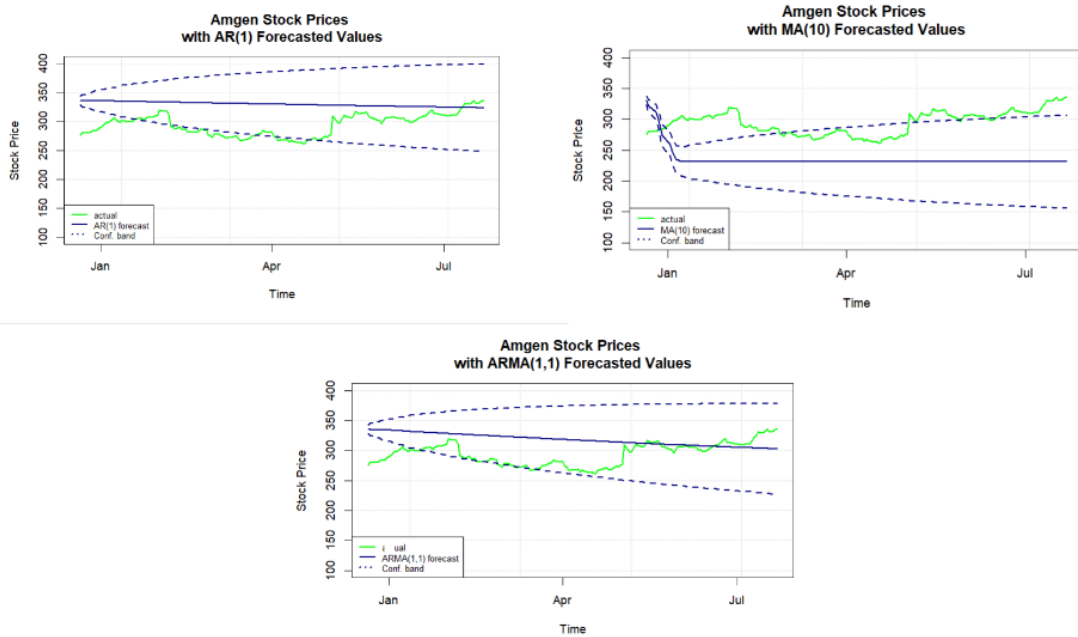 Amgen Stock Prices
with AR(1) Forecasted Values
Stock Price
400
350
300
250
200
150
100
actual
AR(1) forecast
Conf. band
Jan
Apr
Jul
Time
Amgen Stock Prices
with MA(10) Forecasted Values
Stock Price
400
350
300
250
200
150
100
actual
MA(10) forecast
Conf. band
Jan
Apr
Jul
Time
Amgen Stock Prices
with ARMA(1,1) Forecasted Values
Stock Price
400
350
300
250
200
150
100
ARMA(1,1) forecast
Conf. band
Jan
Apr
Jul
Time